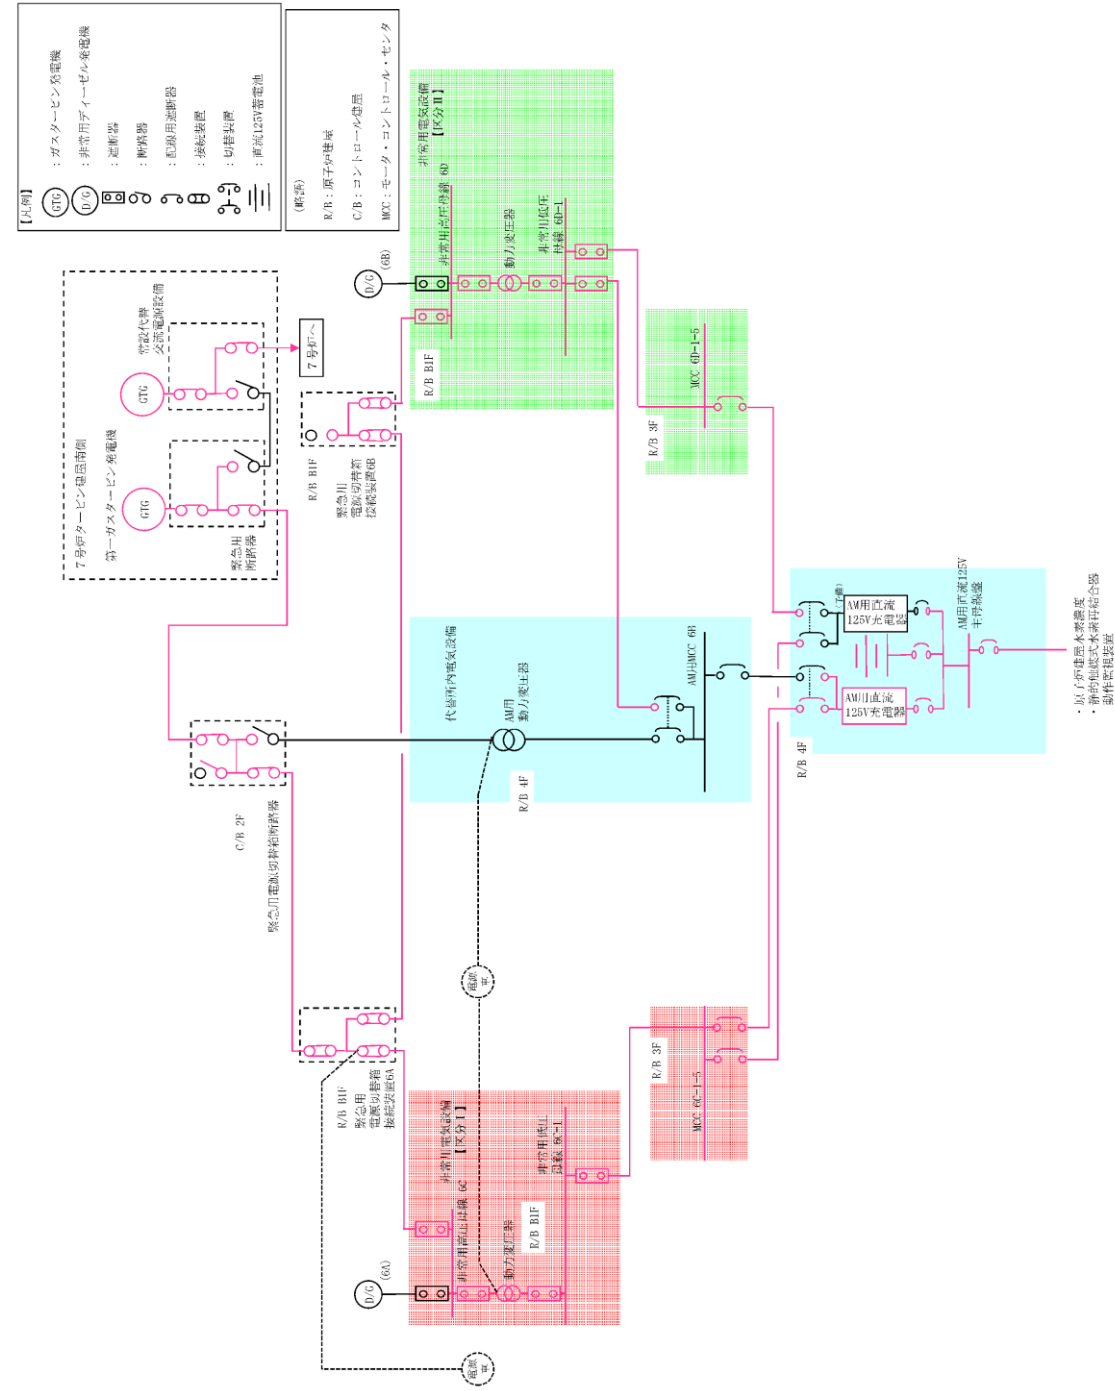 【凡例】
GTG
：ガスタービン発電機
D/G
：非常用ディーゼル発電機
：遮断器
：断路器
：配線用遮断器
：接続装置
：切替装置
：直流125V蓄電池
（略語）
R/B：原子炉建屋
C/B：コントロール建屋
MCC：モータ・コントロール・センタ
7号炉タービン建屋南側
第一ガスタービン発電機
常設代替
交流電源設備
GTG
GTG
緊急用
断路器
7号炉へ
R/B B1F
緊急用
電源切替箱
接続装置6B
D/G
(6B)
非常用電気設備
【区分Ⅱ】
非常用高圧母線 6D
動力変圧器
非常用低圧
母線 6D-1
R/B B1F
R/B 3F
MCC 6D-1-5
C/B 2F
緊急用電源切替箱断路器
代替所内電気設備
AM用
動力変圧器
R/B 4F
AM用MCC 6B
電源
車
R/B B1F
緊急用
電源切替箱
接続装置6A
D/G
(6A)
非常用電気設備
【区分Ⅰ】
非常用高圧母線 6C
動力変圧器
非常用低圧
母線 6C-1
R/B B1F
電源
車
R/B 3F
MCC 6C-1-5
R/B 4F
(予備)
AM用直流
125V充電器
AM用直流
125V充電器
AM用直流125V
主母線盤
・原子炉建屋水素濃度
・静的触媒式水素再結合器
動作監視装置